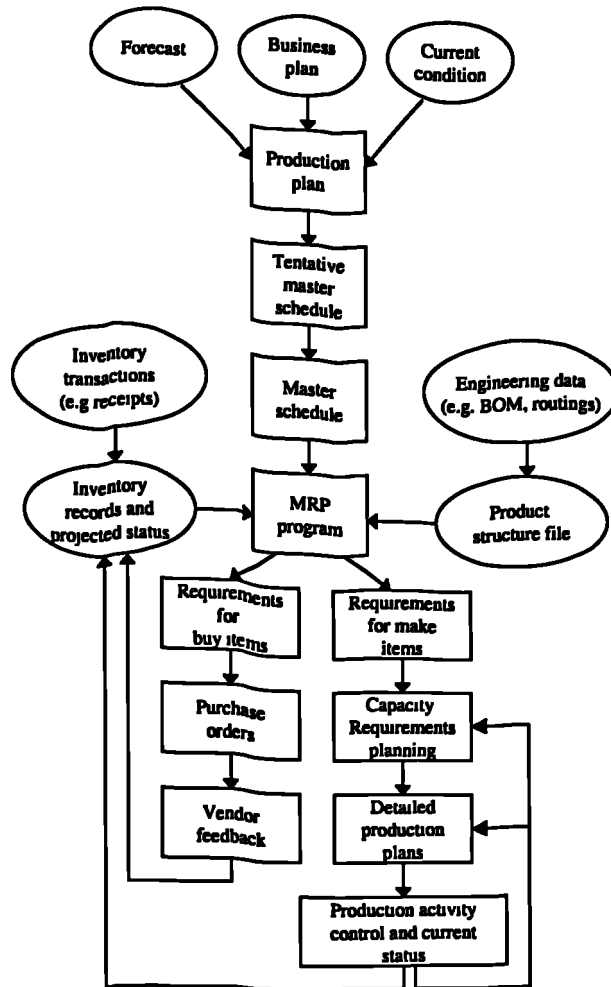 Forecast
Business
plan
Current
condition
Production
plan
Tentative
master
schedule
Inventory
transactions
(e.g receipts)
Master
schedule
Engineering data
(e.g. BOM, routings)
Inventory
records and
projected status
MRP
program
Product
structure file
Requirements
for
buy items
Requirements
for make
items
Purchase
orders
Capacity
Requirements
planning
Vendor
feedback
Detailed
production
plans
Production activity
control and current
status